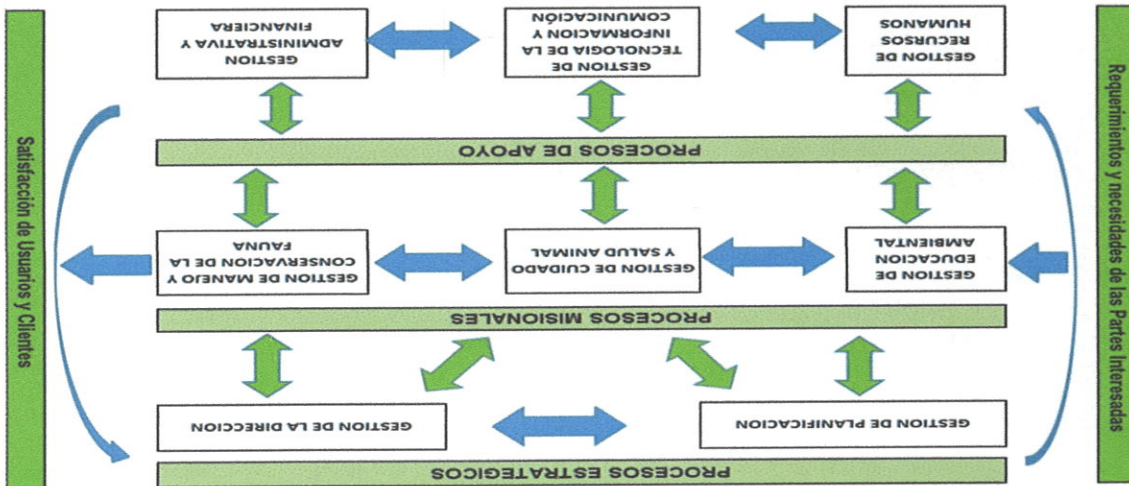 Requerimientos y necesidades de las Partes Interesadas
PROCESOS ESTRATEGICOS
GESTION DE PLANIFICACION
GESTION DE LA DIRECCION
PROCESOS MISIONALES
GESTION DE
EDUCACION
AMBIENTAL
GESTION DE CUIDADO
Y SALUD ANIMAL
GESTION DE MANEJO Y
CONSERVACION DE LA
FAUNA
PROCESOS DE APOYO
GESTION DE
RECURSOS
HUMANOS
GESTION DE
TECNOLOGIA DE LA
INFORMACION Y
COMUNICACIÓN
GESTION
ADMINISTRATIVA Y
FINANCIERA
Satisfacción de Usuarios y Clientes